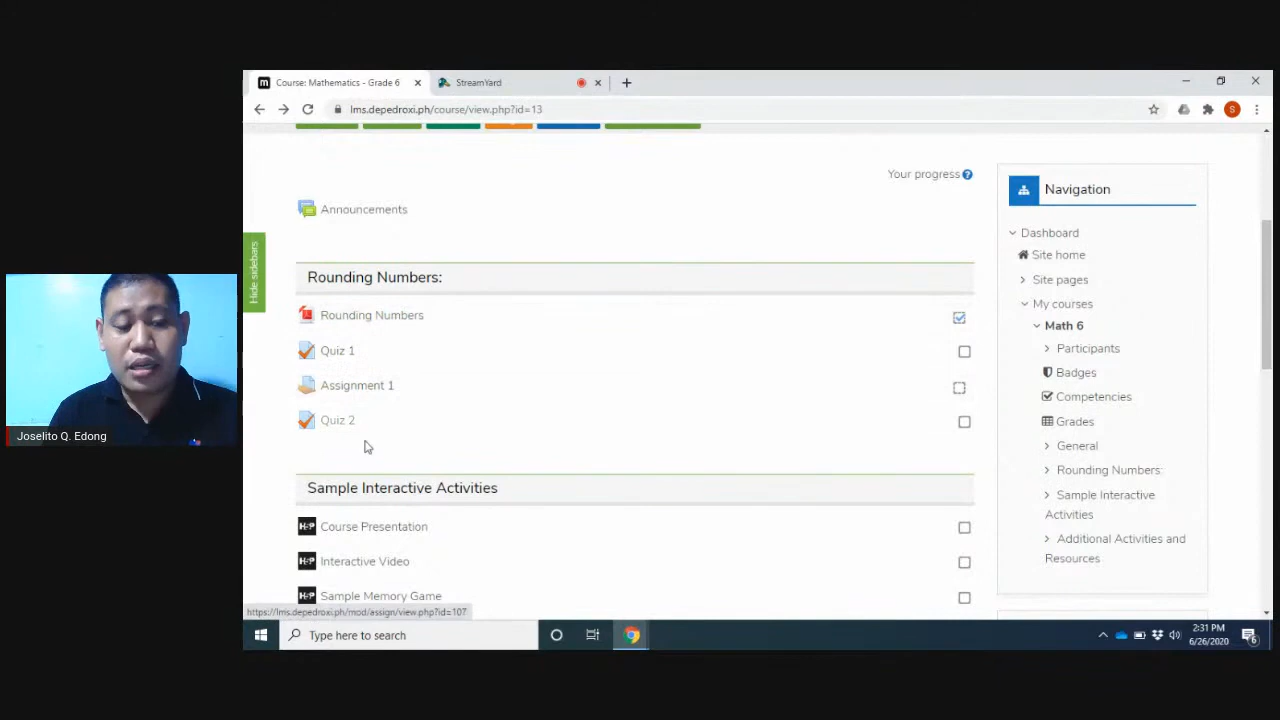 Course: Mathematics - Grade 6
StreamYard
lms.depedroxi.ph/course/view.php?id=13
S
Your progress
Announcements
Navigation
Hide sidebars
Dashboard
Site home
Site pages
My courses
Math 6
Participants
Badges
Competencies
Grades
General
Rounding Numbers:
Sample Interactive
Activities
Additional Activities and
Resources
Rounding Numbers:
Rounding Numbers
Quiz 1
Assignment 1
Quiz 2
Sample Interactive Activities
H5P Course Presentation
H5P Interactive Video
H5P Sample Memory Game
https://lms.depedroxi.ph/mod/assign/view.php?id=107
Joselito Q. Edong
Type here to search
2:31 PM
6/26/2020
6